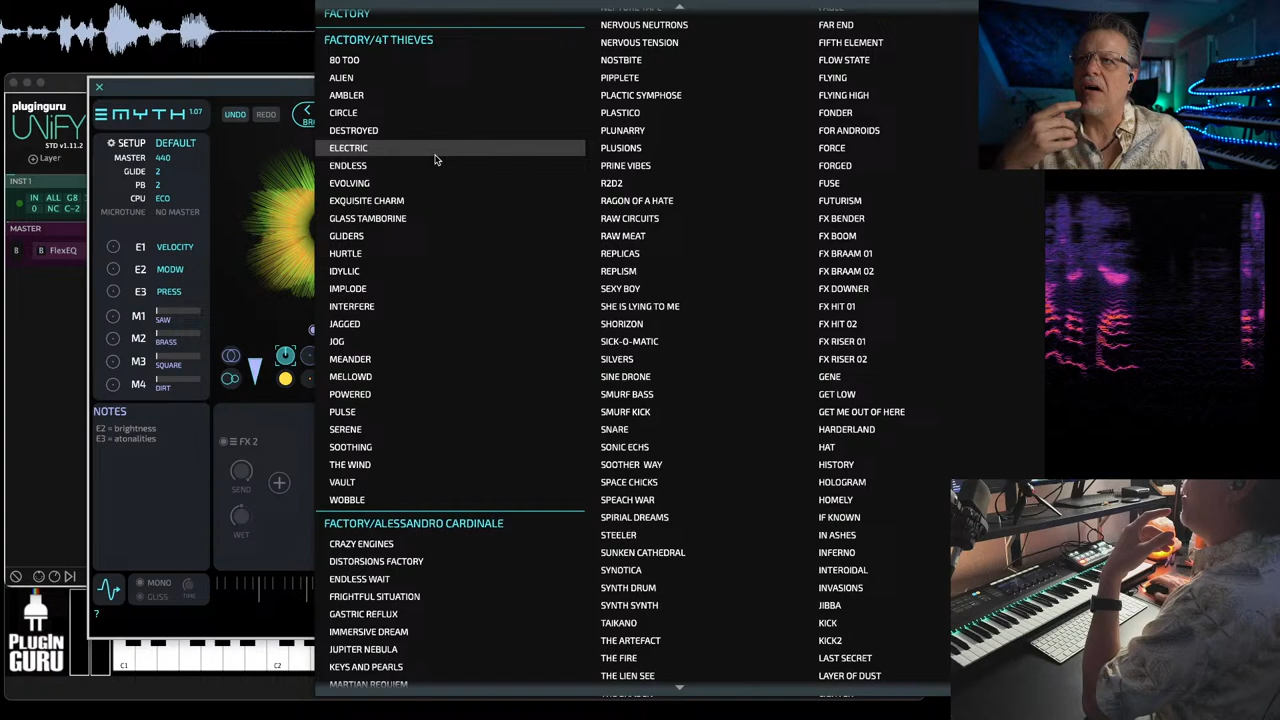 pluginguru
UNIFY
STD v1.11.2
Layer
INST 1
IN ALL G8
0 NC C-2
MASTER
B B FlexEQ
PLUGIN
GURU
EMYTH 1.07
UNDO REDO
SETUP DEFAULT
MASTER 440
GLIDE 2
PB 2
CPU ECO
MICROTUNE NO MASTER
E1 VELOCITY
E2 MODW
E3 PRESS
M1
SAW
M2
BRASS
M3
SQUARE
M4
DIRT
NOTES
E2 = brightness
E3 = atonalities
FX 2
SEND
WET
MONO
GLISS
TIME
?
C1
C2
FACTORY
FACTORY/4T THIEVES
80 TOO
ALIEN
AMBLER
CIRCLE
DESTROYED
ELECTRIC
ENDLESS
EVOLVING
EXQUISITE CHARM
GLASS TAMBORINE
GLIDERS
HURTLE
IDYLLIC
IMPLODE
INTERFERE
JAGGED
JOG
MEANDER
MELLOWD
POWERED
PULSE
SERENE
SOOTHING
THE WIND
VAULT
WOBBLE
FACTORY/ALESSANDRO CARDINALE
CRAZY ENGINES
DISTORSIONS FACTORY
ENDLESS WAIT
FRIGHTFUL SITUATION
GASTRIC REFLUX
IMMERSIVE DREAM
JUPITER NEBULA
KEYS AND PEARLS
MARTIAN REQUIEM
NERVOUS NEUTRONS
NERVOUS TENSION
NOSTBITE
PIPPLETE
PLACTIC SYMPHOSE
PLASTICO
PLUNARRY
PLUSIONS
PRINE VIBES
R2D2
RAGON OF A HATE
RAW CIRCUITS
RAW MEAT
REPLICAS
REPLISM
SEXY BOY
SHE IS LYING TO ME
SHORIZON
SICK-O-MATIC
SILVERS
SINE DRONE
SMURF BASS
SMURF KICK
SNARE
SONIC ECHS
SOOTHER WAY
SPACE CHICKS
SPEACH WAR
SPIRIAL DREAMS
STEELER
SUNKEN CATHEDRAL
SYNOTICA
SYNTH DRUM
SYNTH SYNTH
TAIKANO
THE ARTEFACT
THE FIRE
THE LIEN SEE
FAR END
FIFTH ELEMENT
FLOW STATE
FLYING
FLYING HIGH
FONDER
FOR ANDROIDS
FORCE
FORGED
FUSE
FUTURISM
FX BENDER
FX BOOM
FX BRAAM 01
FX BRAAM 02
FX DOWNER
FX HIT 01
FX HIT 02
FX RISER 01
FX RISER 02
GENE
GET LOW
GET ME OUT OF HERE
HARDERLAND
HAT
HISTORY
HOLOGRAM
HOMELY
IF KNOWN
IN ASHES
INFERNO
INTEROIDAL
INVASIONS
JIBBA
KICK
KICK2
LAST SECRET
LAYER OF DUST